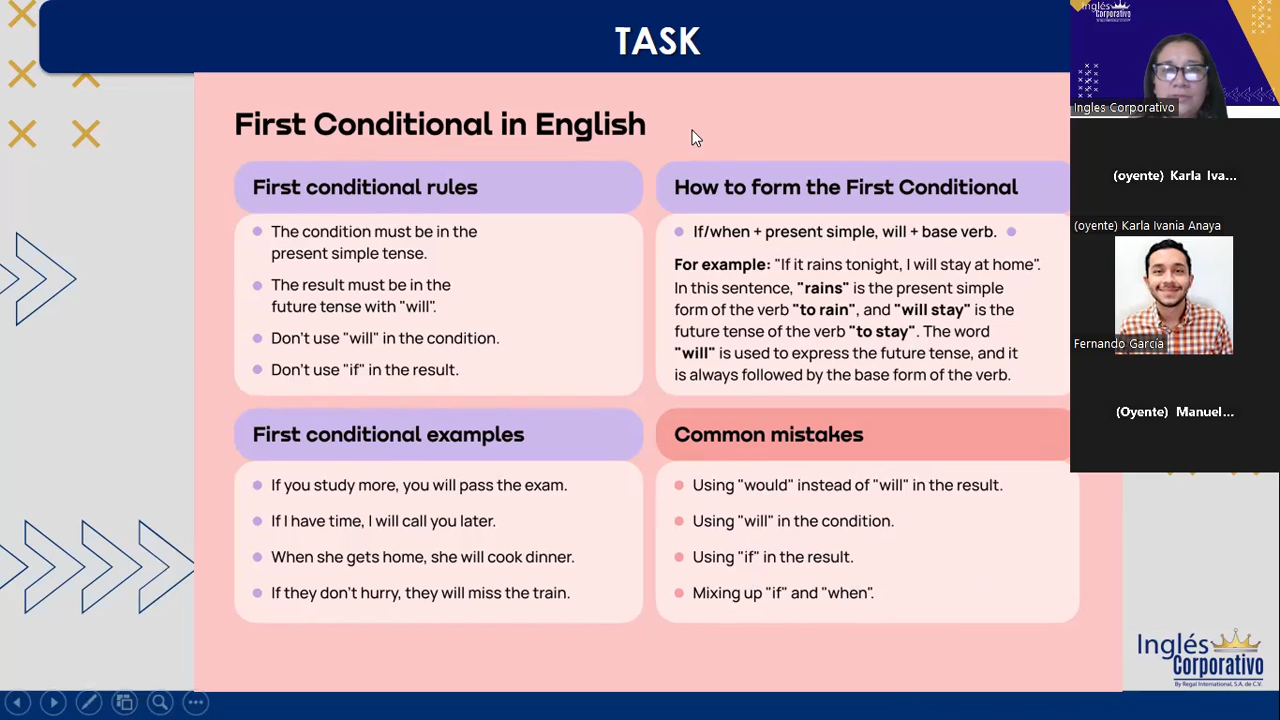 TASK
First Conditional in English
First conditional rules
The condition must be in the
present simple tense.
The result must be in the
future tense with "will".
Don't use "will" in the condition.
Don't use "if" in the result.
How to form the First Conditional
If/when + present simple, will + base verb.
For example: "If it rains tonight, I will stay at home".
In this sentence, "rains" is the present simple
form of the verb "to rain", and "will stay" is the
future tense of the verb "to stay". The word
"will" is used to express the future tense, and it
is always followed by the base form of the verb.
First conditional examples
If you study more, you will pass the exam.
If I have time, I will call you later.
When she gets home, she will cook dinner.
If they don't hurry, they will miss the train.
Common mistakes
Using "would" instead of "will" in the result.
Using "will" in the condition.
Using "if" in the result.
Mixing up "if" and "when".
Inglés
Corporativo
Ingles Corporativo
(oyente) Karla Iva...
(oyente) Karla Ivania Anaya
Fernando García
(Oyente) Manuel...
Inglés
Corporativo
By Regal International, S.A. de C.V.